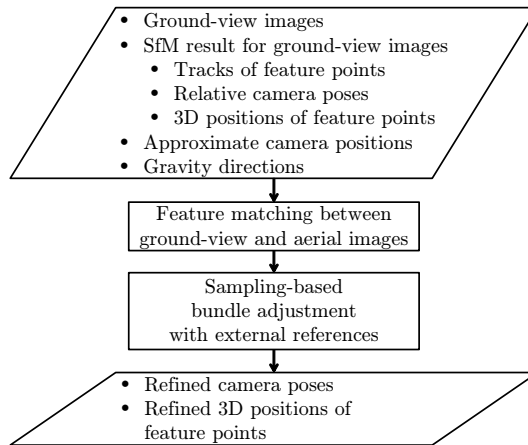 • Ground-view images
• SfM result for ground-view images
• Tracks of feature points
• Relative camera poses
• 3D positions of feature points
• Approximate camera positions
• Gravity directions
Feature matching between
ground-view and aerial images
Sampling-based
bundle adjustment
with external references
• Refined camera poses
• Refined 3D positions of
feature points